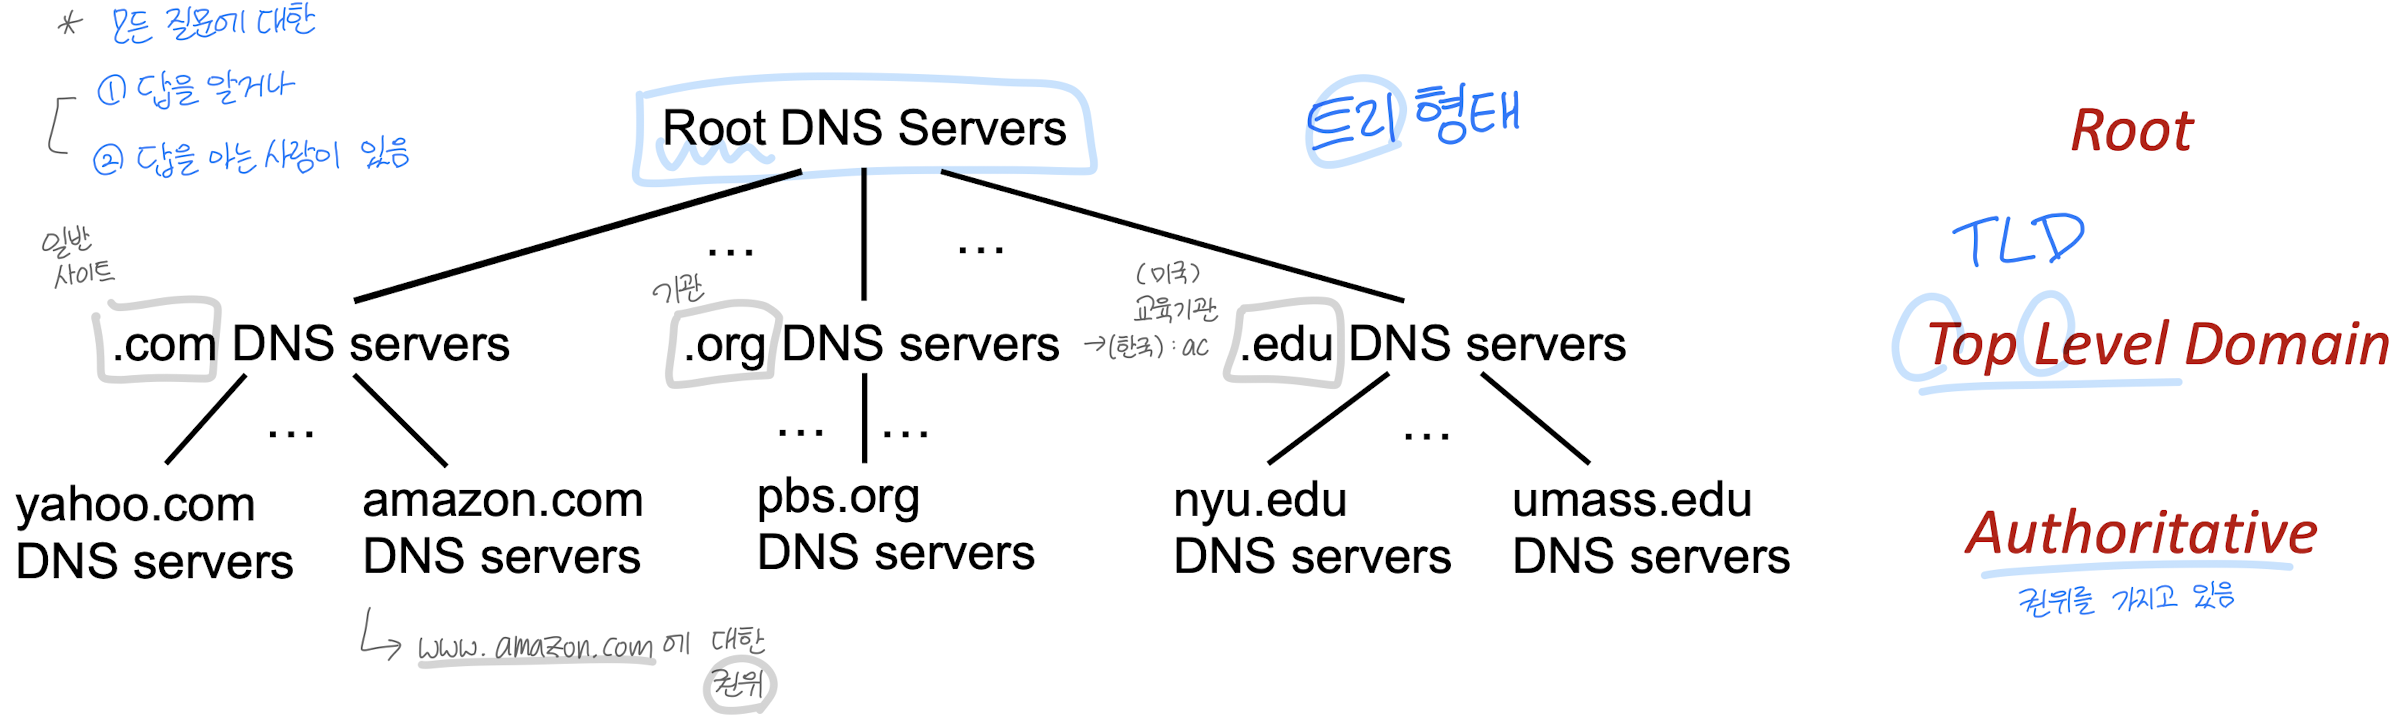 * 모든 질문에 대한
① 답을 알거나
② 답을 아는 사람이 있음
Root DNS Servers
트리 형태
Root
... ...
일반
사이트
기관
(미국)
교육기관
→(한국) : ac
TLD
.com DNS servers
.org DNS servers
.edu DNS servers
Top Level Domain
... ... ... ...
yahoo.com
DNS servers
amazon.com
DNS servers
pbs.org
DNS servers
nyu.edu
DNS servers
umass.edu
DNS servers
Authoritative
권위를 가지고 있음
↳ www.amazon.com에 대한
권위